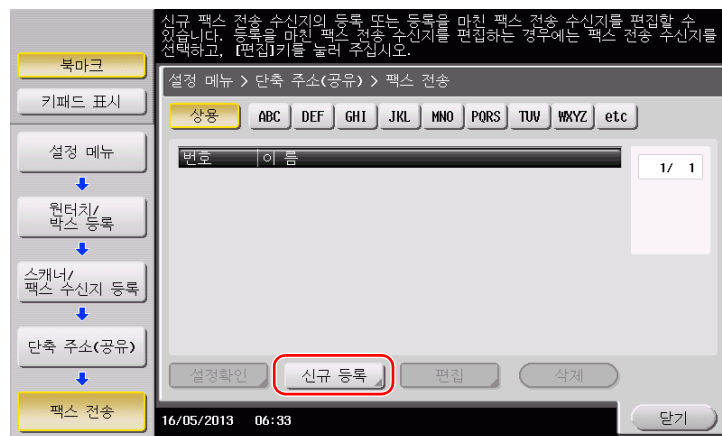 신규 팩스 전송 수신지의 등록 또는 등록을 마친 팩스 전송 수신지를 편집할 수
있습니다. 등록을 마친 팩스 전송 수신지를 편집하는 경우에는 팩스 전송 수신지를
선택하고, [편집]키를 눌러 주십시오.
북마크
키패드 표시
설정 메뉴
원터치/
박스 등록
스캐너/
팩스 수신지 등록
단축 주소(공유)
팩스 전송
설정 메뉴 > 단축 주소(공유) > 팩스 전송
상용 ABC DEF GHI JKL MNO PQRS TUV WXYZ etc
번호 이 름
1/ 1
설정확인 신규 등록 편집 삭제
16/05/2013 06:33
닫기